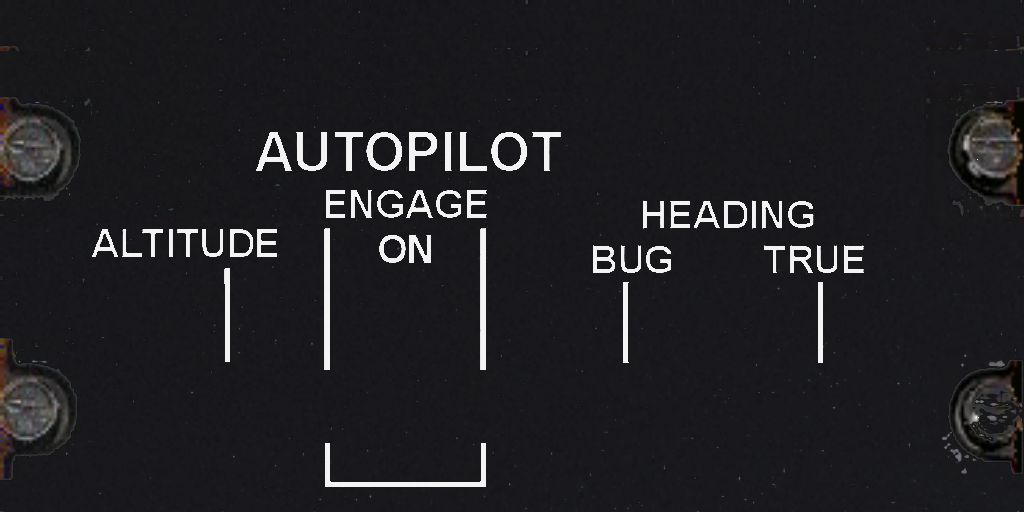 AUTOPILOT
ENGAGE
ON
ALTITUDE
HEADING
BUG TRUE